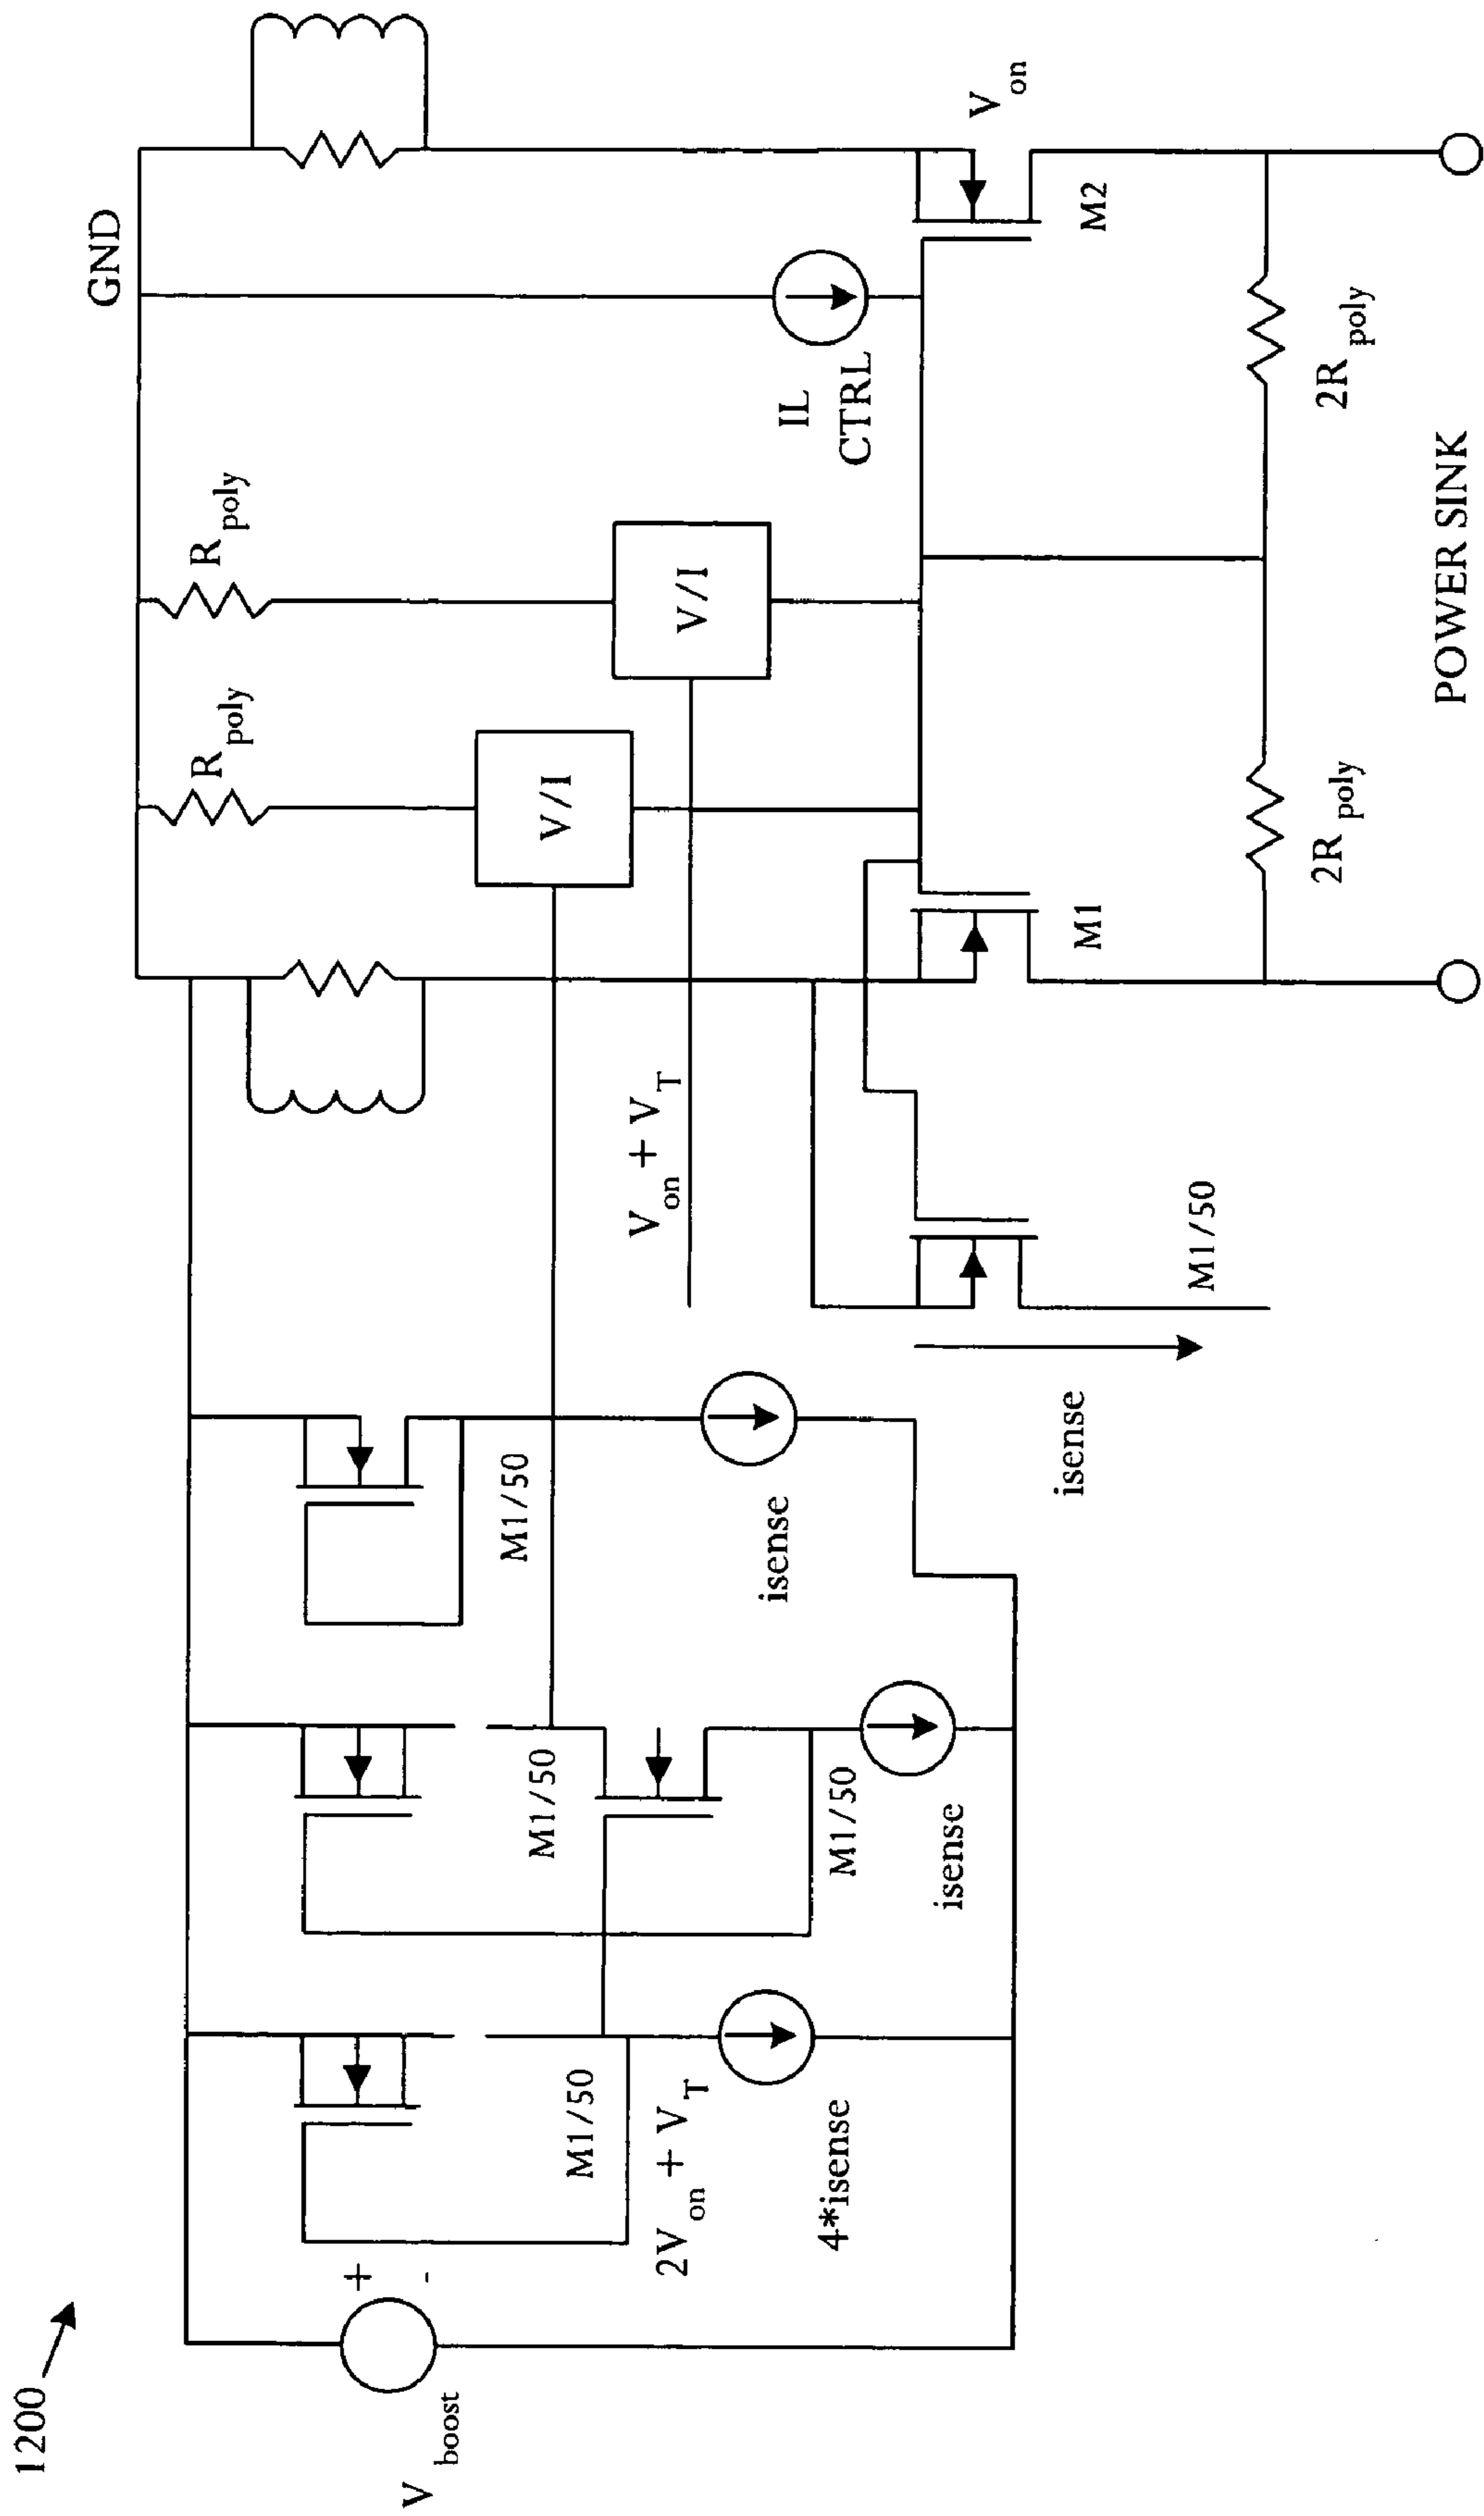 1200
GND
V boost
+
-
M1/50
2V on + V T
4*isense
M1/50
M1/50
isense
M1/50
isense
V on + V T
M1/50
isense
R poly
V/I
R poly
V/I
IL
CTRL
V on
M1
M2
2R poly
2R poly
POWER SINK